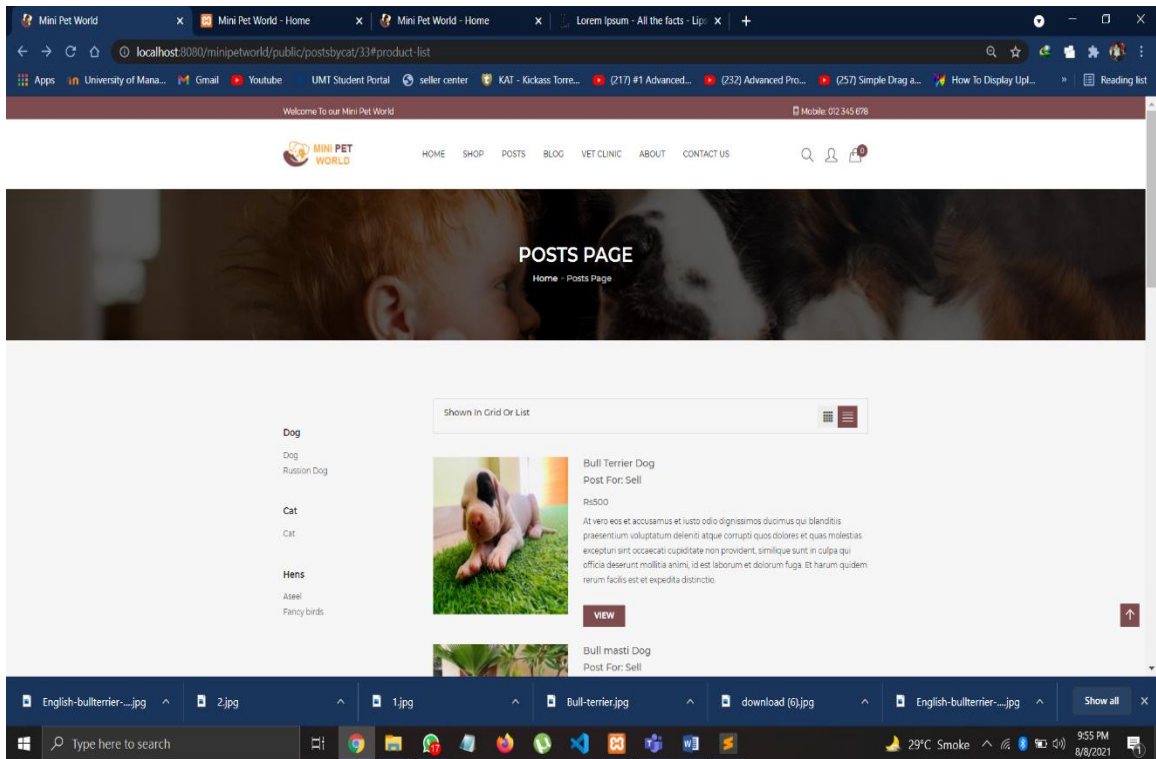 Mini Pet World
Mini Pet World - Home
Mini Pet World - Home
Lorem Ipsum - All the facts - Lip
localhost:8080/minipetworld/public/postsbycat/33#product-list
Apps University of Mana... Gmail Youtube UMT Student Portal seller center KAT - Kickass Torre... (217) #1 Advanced... (232) Advanced Pro... (257) Simple Drag a... How To Display Upl... » Reading list
Welcome To our Mini Pet World
Mobile: 012 345 678
MINI PET
WORLD
HOME SHOP POSTS BLOG VET CLINIC ABOUT CONTACT US
0
POSTS PAGE
Home - Posts Page
Shown In Grid Or List
Dog
Dog
Russion Dog
Cat
Cat
Hens
Aseel
Fancy birds
Bull Terrier Dog
Post For: Sell
Rs500
At vero eos et accusamus et iusto odio dignissimos ducimus qui blanditiis
praesentium voluptatum deleniti atque corrupti quos dolores et quas molestias
excepturi sint occaecati cupiditate non provident, similique sunt in culpa qui
officia deserunt mollitia animi, id est laborum et dolorum fuga. Et harum quidem
rerum facilis est et expedita distinctio.
VIEW
Bull masti Dog
Post For: Sell
English-bullterrier-....jpg
2.jpg
1.jpg
Bull-terrier.jpg
download (6).jpg
English-bullterrier-....jpg
Show all
Type here to search
17
29°C Smoke
9:55 PM
8/8/2021
1